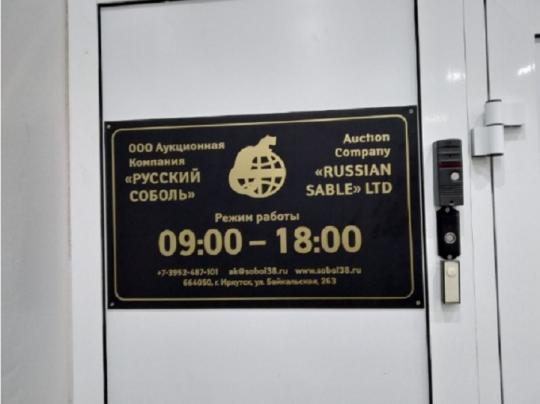 ООО Аукционная
Компания
«РУССКИЙ
СОБОЛЬ»
Auction
Company
«RUSSIAN
SABLE» LTD
Режим работы
09:00 – 18:00
+7-3952-487-101 ak@sobol38.ru www.sobol38.ru
664050, г. Иркутск, ул. Байкальская, 263